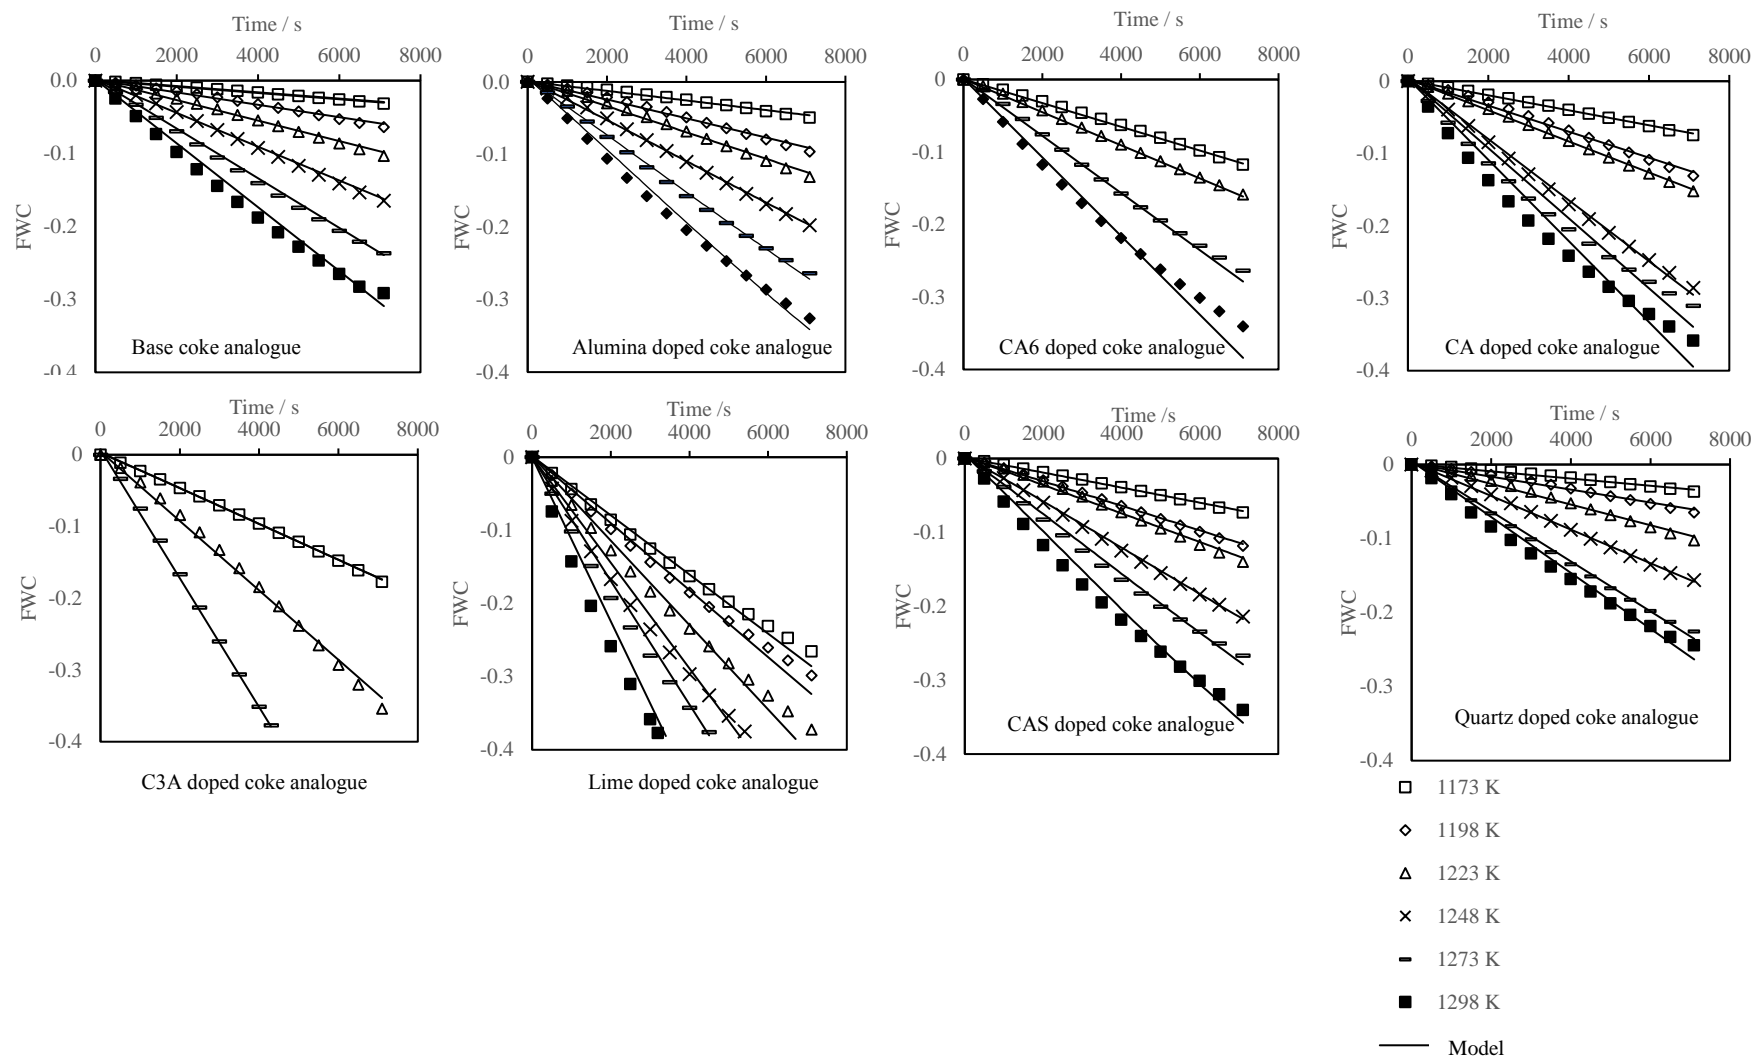 Time / s
0 2000 4000 6000 8000
0.0
-0.1
-0.2
-0.3
-0.4
FWC
Base coke analogue
Time / s
0 2000 4000 6000 8000
0.0
-0.1
-0.2
-0.3
-0.4
FWC
Alumina doped coke analogue
Time / s
0 2000 4000 6000 8000
0
-0.1
-0.2
-0.3
-0.4
FWC
CA6 doped coke analogue
Time / s
0 2000 4000 6000 8000
0
-0.1
-0.2
-0.3
-0.4
FWC
CA doped coke analogue
Time / s
0 2000 4000 6000 8000
0
-0.1
-0.2
-0.3
-0.4
FWC
C3A doped coke analogue
Time /s
0 2000 4000 6000 8000
0
-0.1
-0.2
-0.3
-0.4
FWC
Lime doped coke analogue
Time /s
0 2000 4000 6000 8000
0
-0.1
-0.2
-0.3
-0.4
FWC
CAS doped coke analogue
Time / s
0 2000 4000 6000 8000
0
-0.1
-0.2
-0.3
-0.4
FWC
Quartz doped coke analogue
1173 K
1198 K
1223 K
1248 K
1273 K
1298 K
Model